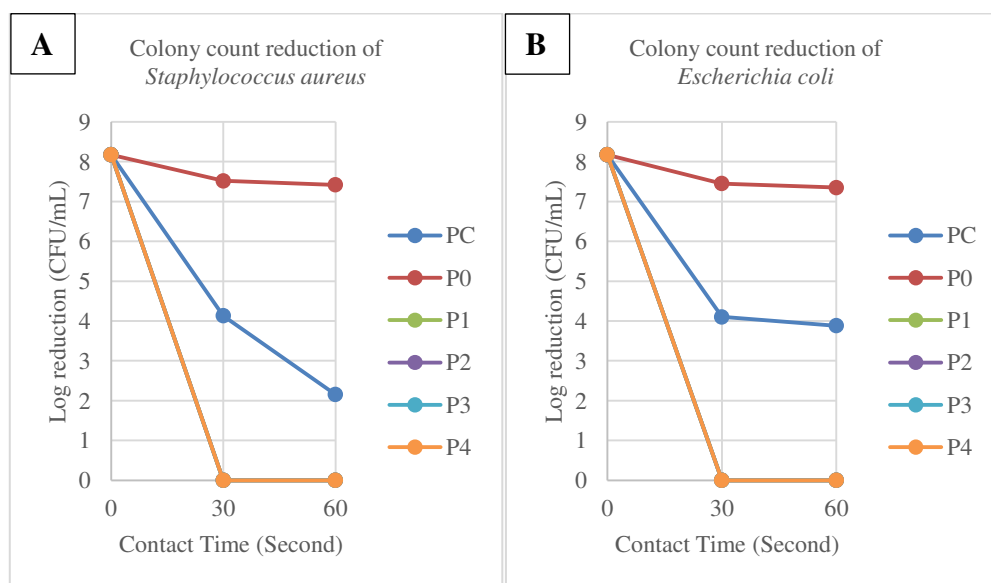 A
Colony count reduction of
Staphylococcus aureus
9
8
7
6
5
4
3
2
1
0
Log reduction (CFU/mL)
0 30 60
Contact Time (Second)
PC
P0
P1
P2
P3
P4
B
Colony count reduction of
Escherichia coli
9
8
7
6
5
4
3
2
1
0
Log reduction (CFU/mL)
0 30 60
Contact Time (Second)
PC
P0
P1
P2
P3
P4